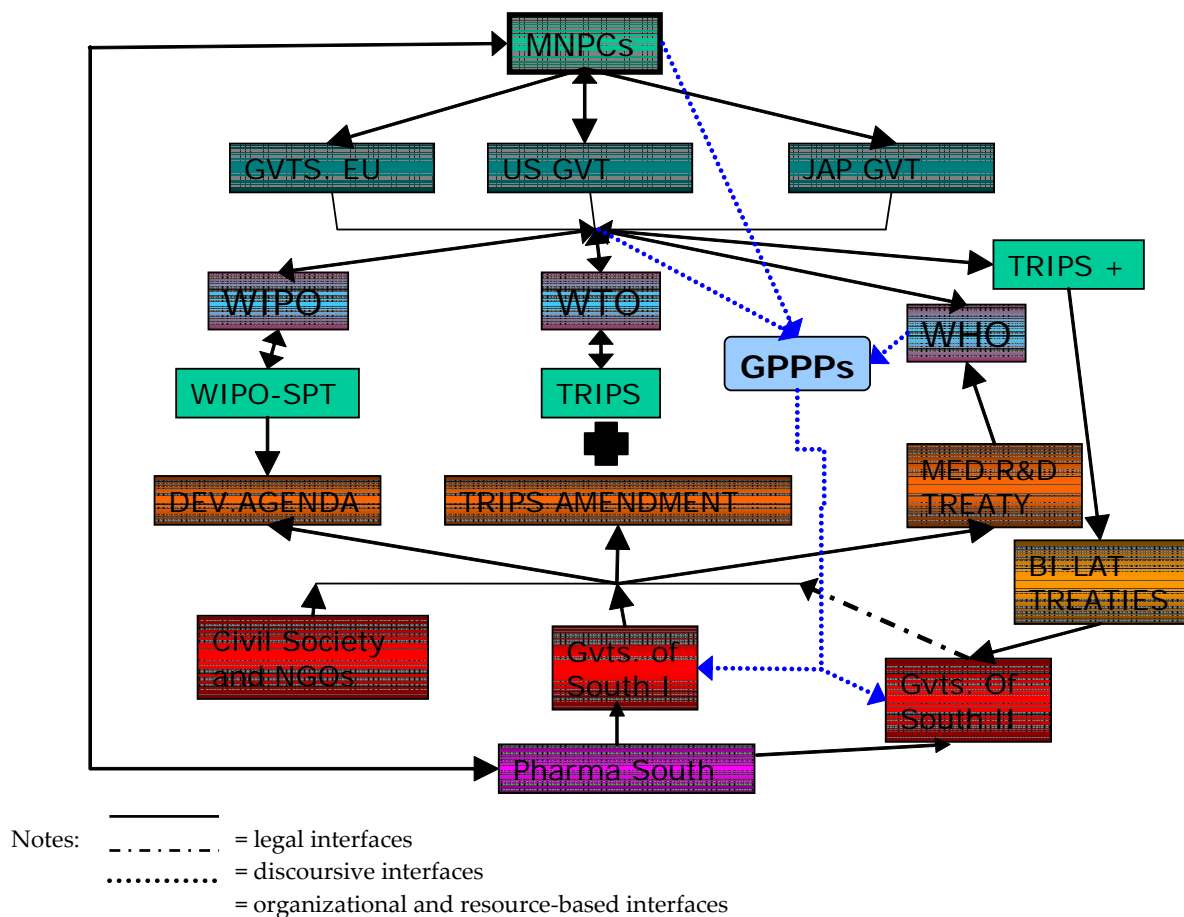 MNPCs
GVTS. EU
US GVT
JAP GVT
TRIPS +
WIPO
WTO
WHO
GPPPs
WIPO-SPT
TRIPS
MED.R&D
TREATY
DEV.AGENDA
TRIPS AMENDMENT
BI-LAT
TREATIES
Civil Society
and NGOs
Gvts. of
South I
Gvts. Of
South II
Pharma South
Notes:
= legal interfaces
= discoursive interfaces
= organizational and resource-based interfaces